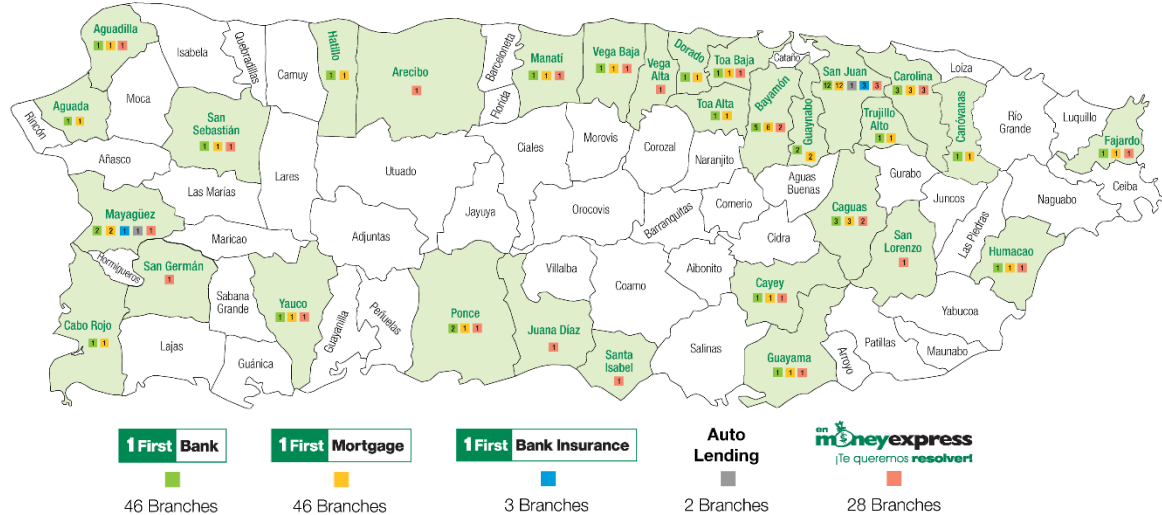 Aguadilla
1 1 1
Isabela
Quebradillas
Camuy
Hatillo
1 1
Arecibo
1
Barceloneta
Florida
Manatí
1 1 1
Vega Baja
1 1 1
Vega
Alta
1
Dorado
1 1
Toa Baja
1 1 1
Toa Alta
1 1
Cataño
Bayamón
5 6 2
Guaynabo
2
2
San Juan
12 12 1 3 3
Carolina
3 3 3
Trujillo
Alto
1 1
Loíza
Canóvanas
1 1
Río
Grande
Luquillo
Fajardo
1 1 1
Ceiba
Aguada
1 1
Rincón
Moca
San
Sebastián
1 1 1
Añasco
Las Marías
Lares
Utuado
Ciales
Morovis
Corozal
Naranjito
Aguas
Buenas
Gurabo
Juncos
Las Piedras
Naguabo
Mayagüez
2 2 1 1 1
Maricao
Adjuntas
Jayuya
Orocovis
Barranquitas
Comerio
Cidra
Caguas
3 3 2
San
Lorenzo
1
Humacao
1 1 1
Hormigueros
San Germán
1
Sabana
Grande
Yauco
1 1 1
Guayanilla
Peñuelas
Ponce
2 1 1
Villalba
Juana Díaz
1
Coamo
Aibonito
Cayey
1 1 1
Yabucoa
Cabo Rojo
1 1
Lajas
Guánica
Santa
Isabel
1
Salinas
Guayama
1 1 1
Arroyo
Patillas
Maunabo
1 First Bank
46 Branches
1 First Mortgage
46 Branches
1 First Bank Insurance
3 Branches
Auto
Lending
2 Branches
en
moneyexpress
¡Te queremos resolver!
28 Branches